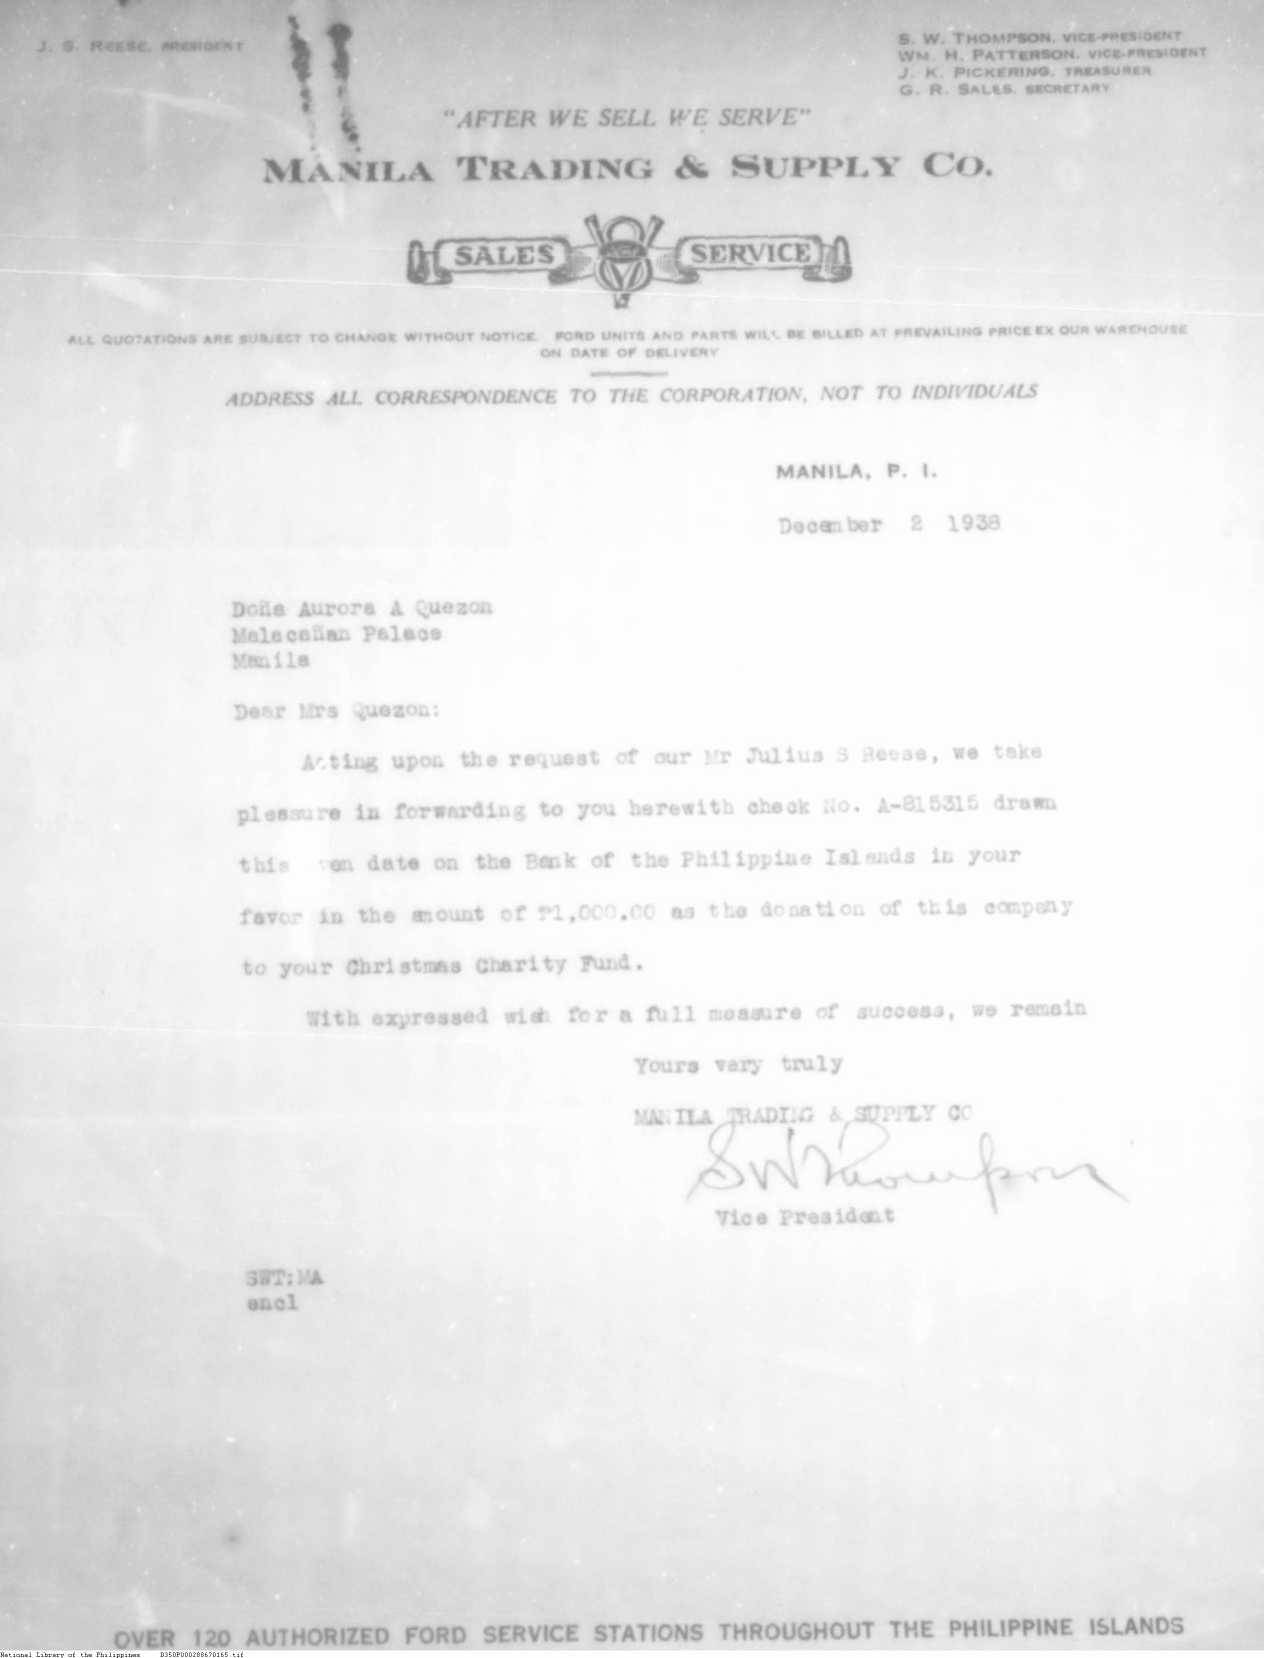 J. S. REESE, PRESIDENT
S. W. THOMPSON, VICE-PRESIDENT
WM. H. PATTERSON, VICE-PRESIDENT
J. K. PICKERING, TREASURER
G. R. SALES, SECRETARY
"AFTER WE SELL WE SERVE"
MANILA TRADING & SUPPLY CO.
SALES SERVICE
ALL QUOTATIONS ARE SUBJECT TO CHANGE WITHOUT NOTICE. FORD UNITS AND PARTS WILL BE BILLED AT PREVAILING PRICE EX OUR WAREHOUSE
ON DATE OF DELIVERY
ADDRESS ALL CORRESPONDENCE TO THE CORPORATION, NOT TO INDIVIDUALS
MANILA, P. I.
December 2 1938
Doña Aurora A Quezon
Malacañan Palace
Manila
Dear Mrs Quezon:
Acting upon the request of our Mr Julius S Reese, we take
pleasure in forwarding to you herewith check No. A-815315 drawn
this date on the Bank of the Philippine Islands in your
favor in the amount of ₱1,000.00 as the donation of this company
to your Christmas Charity Fund.
With expressed wish for a full measure of success, we remain
Yours very truly
MANILA TRADING & SUPPLY CO
SW Thompson
Vice President
SWT:MA
encl
OVER 120 AUTHORIZED FORD SERVICE STATIONS THROUGHOUT THE PHILIPPINE ISLANDS
National Library of the Philippines D350P000288670165.tif